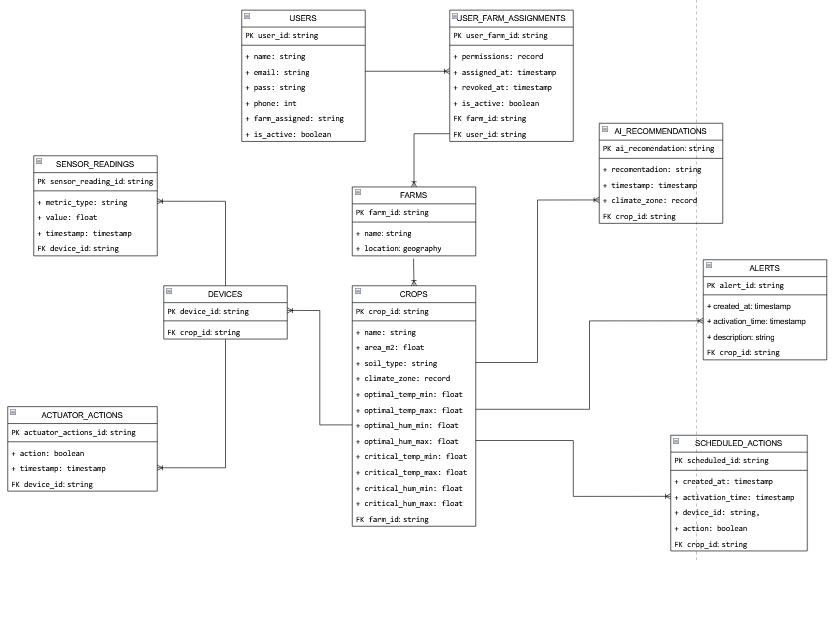 USERS
PK user_id: string
+ name: string
+ email: string
+ pass: string
+ phone: int
+ farm_assigned: string
+ is_active: boolean
USER_FARM_ASSIGNMENTS
PK user_farm_id: string
+ permissions: record
+ assigned_at: timestamp
+ revoked_at: timestamp
+ is_active: boolean
FK farm_id: string
FK user_id: string
AI_RECOMMENDATIONS
PK ai_recomendation: string
+ recomentadion: string
+ timestamp: timestamp
+ climate_zone: record
FK crop_id: string
SENSOR_READINGS
PK sensor_reading_id: string
+ metric_type: string
+ value: float
+ timestamp: timestamp
FK device_id: string
FARMS
PK farm_id: string
+ name: string
+ location: geography
ALERTS
PK alert_id: string
+ created_at: timestamp
+ activation_time: timestamp
+ description: string
FK crop_id: string
DEVICES
PK device_id: string
FK crop_id: string
CROPS
PK crop_id: string
+ name: string
+ area_m2: float
+ soil_type: string
+ climate_zone: record
+ optimal_temp_min: float
+ optimal_temp_max: float
+ optimal_hum_min: float
+ optimal_hum_max: float
+ critical_temp_min: float
+ critical_temp_max: float
+ critical_hum_min: float
+ critical_hum_max: float
FK farm_id: string
ACTUATOR_ACTIONS
PK actuator_actions_id: string
+ action: boolean
+ timestamp: timestamp
FK device_id: string
SCHEDULED_ACTIONS
PK scheduled_id: string
+ created_at: timestamp
+ activation_time: timestamp
+ device_id: string,
+ action: boolean
FK crop_id: string